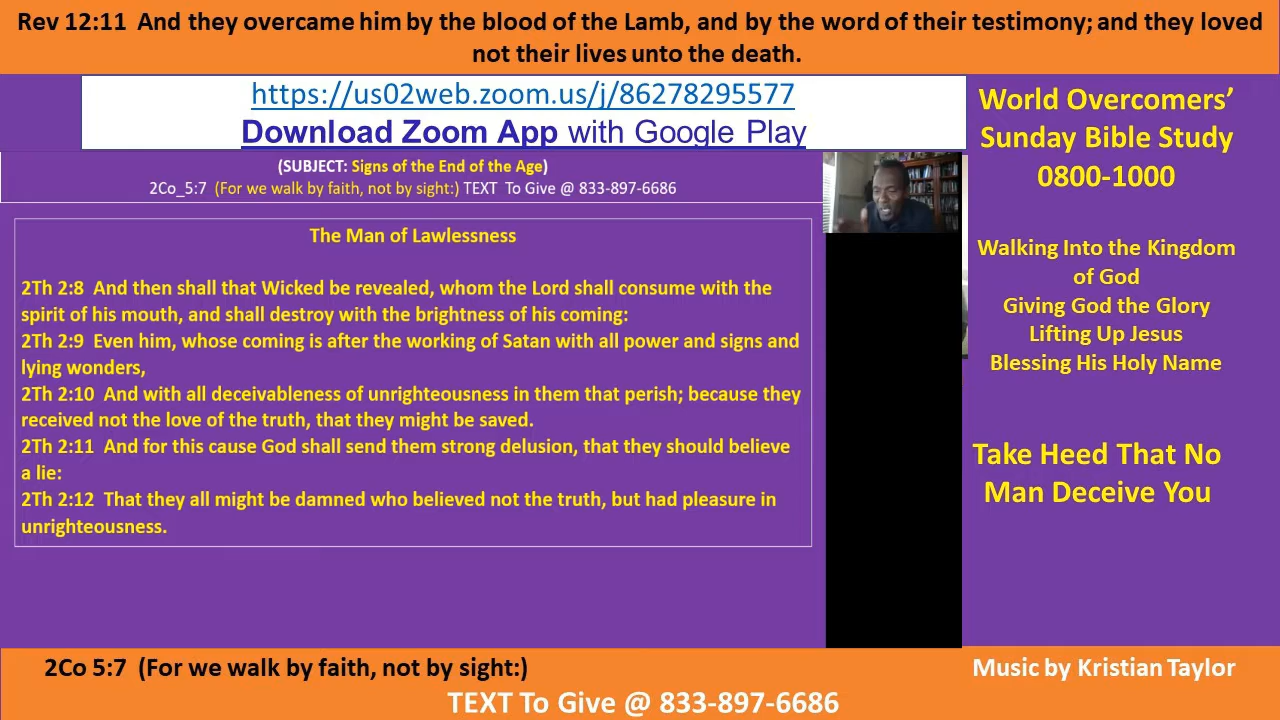 Rev 12:11  And they overcame him by the blood of the Lamb, and by the word of their testimony; and they loved
not their lives unto the death.
https://us02web.zoom.us/j/86278295577
Download Zoom App with Google Play
(SUBJECT: Signs of the End of the Age)
2Co_5:7  (For we walk by faith, not by sight:) TEXT  To Give @ 833-897-6686
The Man of Lawlessness
2Th 2:8  And then shall that Wicked be revealed, whom the Lord shall consume with the
spirit of his mouth, and shall destroy with the brightness of his coming:
2Th 2:9  Even him, whose coming is after the working of Satan with all power and signs and
lying wonders,
2Th 2:10  And with all deceivableness of unrighteousness in them that perish; because they
received not the love of the truth, that they might be saved.
2Th 2:11  And for this cause God shall send them strong delusion, that they should believe
a lie:
2Th 2:12  That they all might be damned who believed not the truth, but had pleasure in
unrighteousness.
World Overcomers’
Sunday Bible Study
0800-1000
Walking Into the Kingdom
of God
Giving God the Glory
Lifting Up Jesus
Blessing His Holy Name
Take Heed That No
Man Deceive You
2Co 5:7  (For we walk by faith, not by sight:)
Music by Kristian Taylor
TEXT To Give @ 833-897-6686